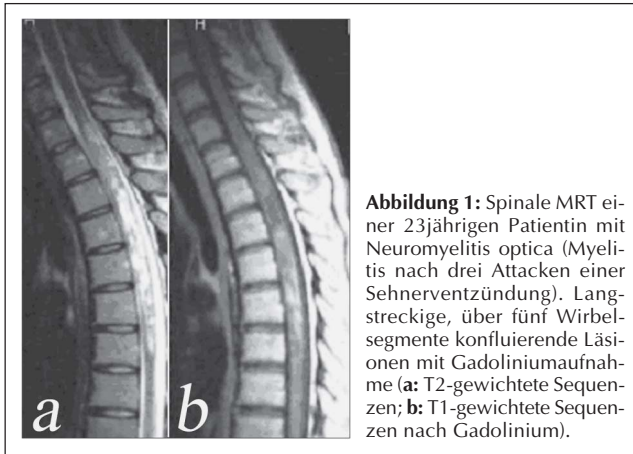 H
H
a
b
Abbildung 1: Spinale MRT ei-
ner 23jährigen Patientin mit
Neuromyelitis optica (Myeli-
tis nach drei Attacken einer
Sehnerventzündung). Lang-
streckige, über fünf Wirbel-
segmente konfluierende Läsi-
onen mit Gadoliniumaufnah-
me (a: T2-gewichtete Sequen-
zen; b: T1-gewichtete Sequen-
zen nach Gadolinium).